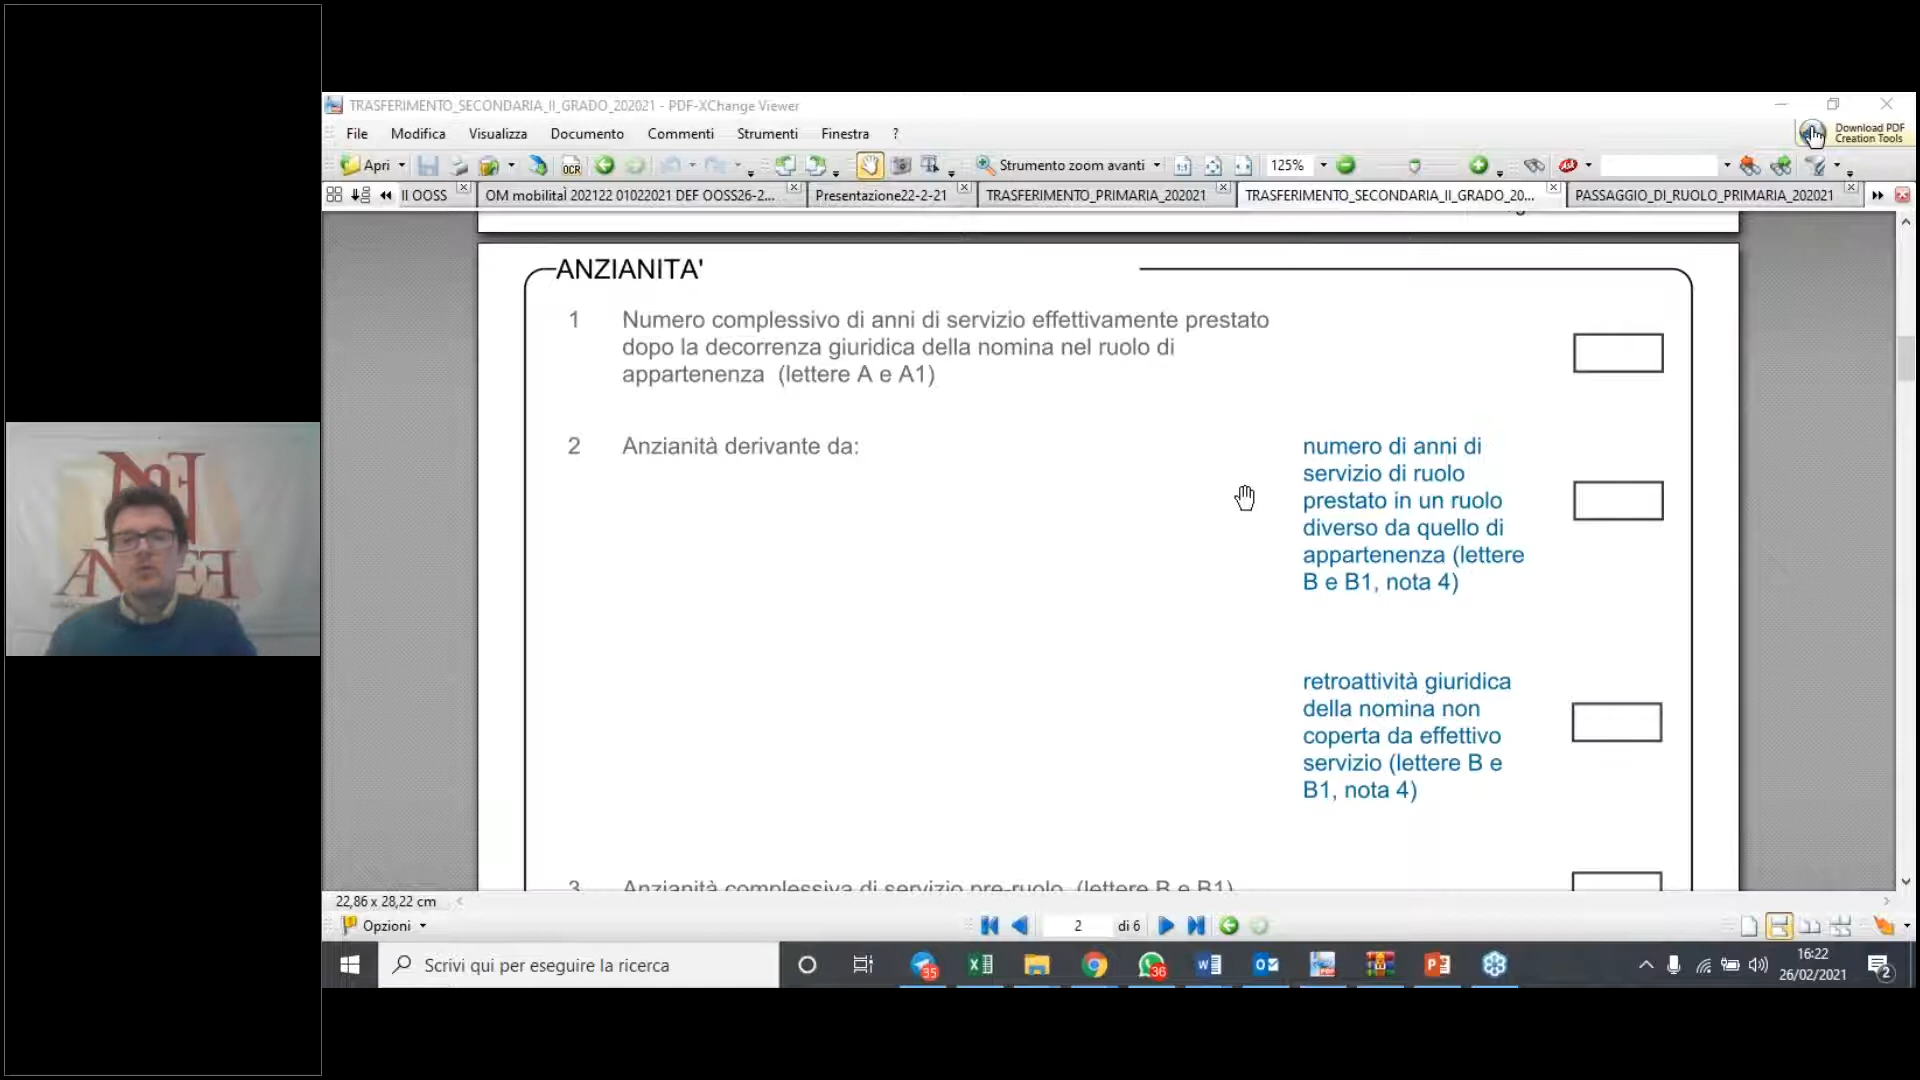 TRASFERIMENTO_SECONDARIA_II_GRADO_202021 - PDF-XChange Viewer
File Modifica Visualizza Documento Commenti Strumenti Finestra ?
Download PDF
Creation Tools
Apri OCR Strumento zoom avanti 125%
II OOSS OM mobilitaÌ 202122 01022021 DEF OOSS26-2... Presentazione22-2-21 TRASFERIMENTO_PRIMARIA_202021 TRASFERIMENTO_SECONDARIA_II_GRADO_20... PASSAGGIO_DI_RUOLO_PRIMARIA_202021
ANZIANITA'
1 Numero complessivo di anni di servizio effettivamente prestato
dopo la decorrenza giuridica della nomina nel ruolo di
appartenenza (lettere A e A1)
2 Anzianità derivante da:
numero di anni di
servizio di ruolo
prestato in un ruolo
diverso da quello di
appartenenza (lettere
B e B1, nota 4)
retroattività giuridica
della nomina non
coperta da effettivo
servizio (lettere B e
B1, nota 4)
3 Anzianità complessiva di servizio pre-ruolo (lettere B e B1)
22,86 x 28,22 cm
Opzioni 2 di 6
Scrivi qui per eseguire la ricerca
35
36
16:22
26/02/2021
2